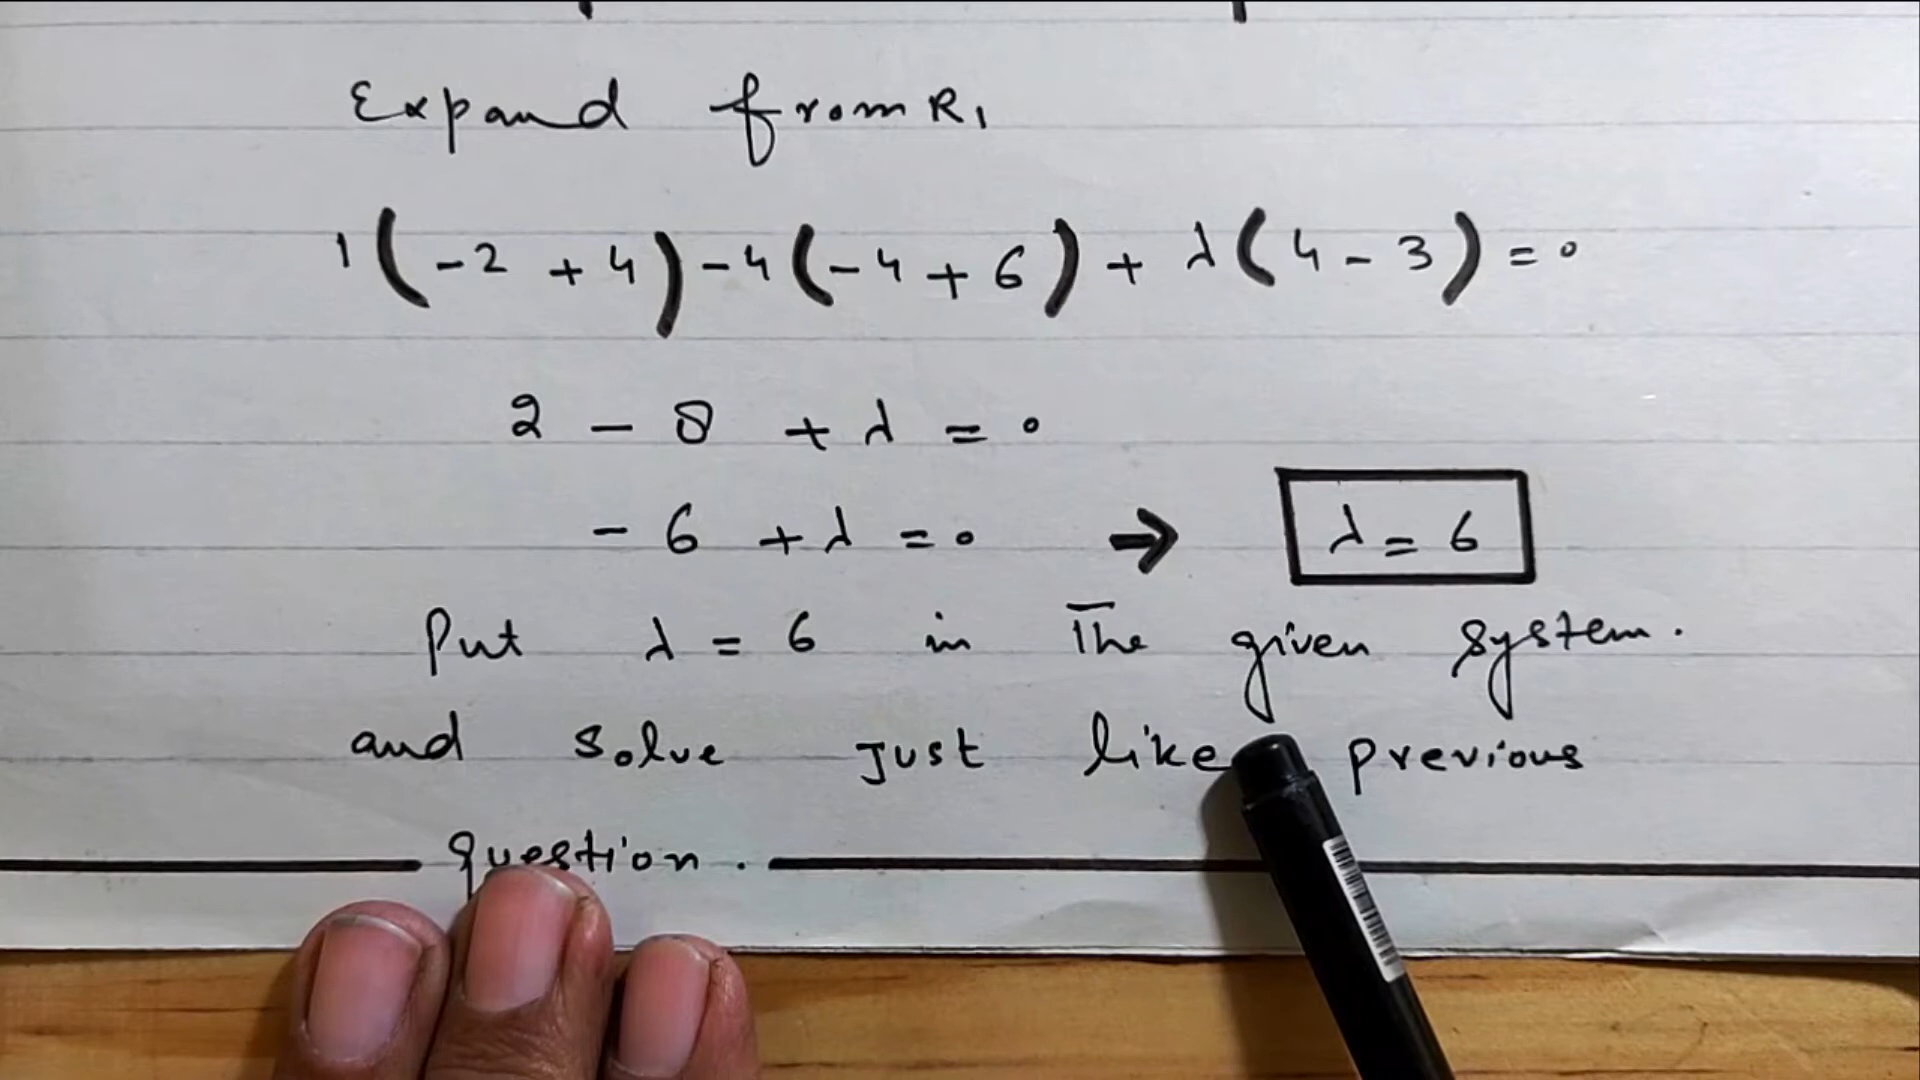 Expand from R1
1(-2 + 4) - 4(-4 + 6) + λ(4 - 3) = 0
2 - 8 + λ = 0
- 6 + λ = 0 → λ = 6
Put λ = 6 in The given system.
and solve Just like previous
question.